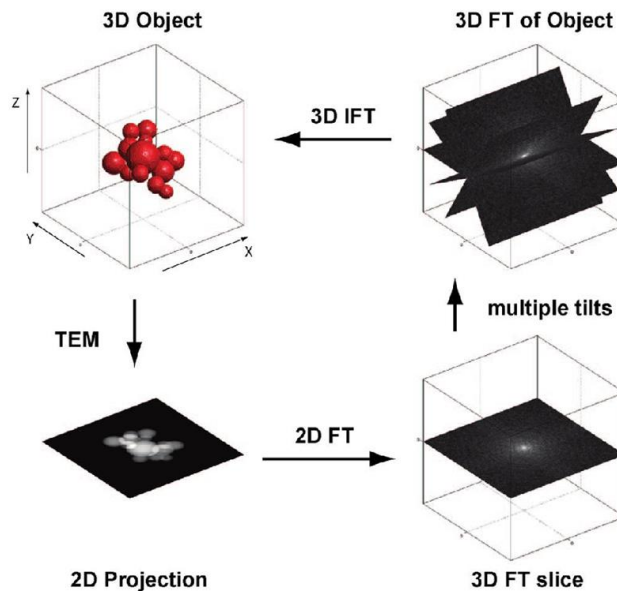 3D Object
3D FT of Object
Z
3D IFT
Y
X
TEM
multiple tilts
2D FT
2D Projection
3D FT slice